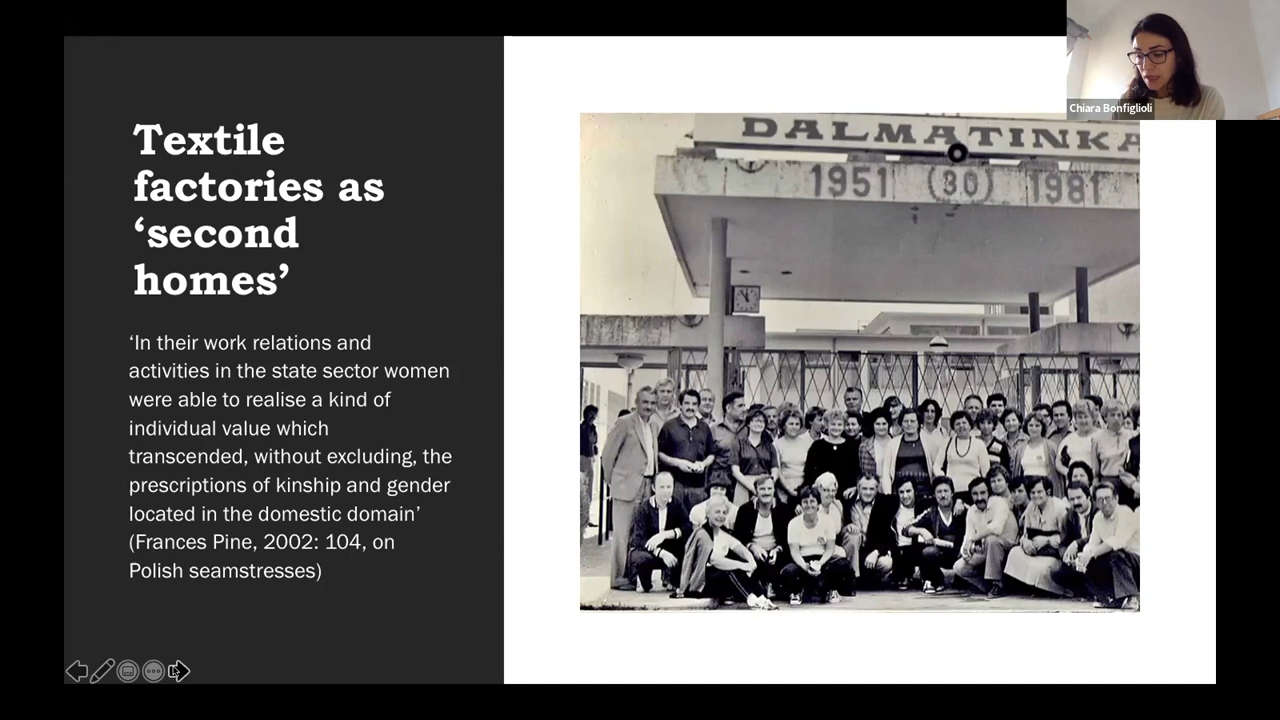 Textile
factories as
‘second
homes’
‘In their work relations and
activities in the state sector women
were able to realise a kind of
individual value which
transcended, without excluding, the
prescriptions of kinship and gender
located in the domestic domain’
(Frances Pine, 2002: 104, on
Polish seamstresses)
DALMATINKA
1951 (30) 1981
Chiara Bonfiglioli